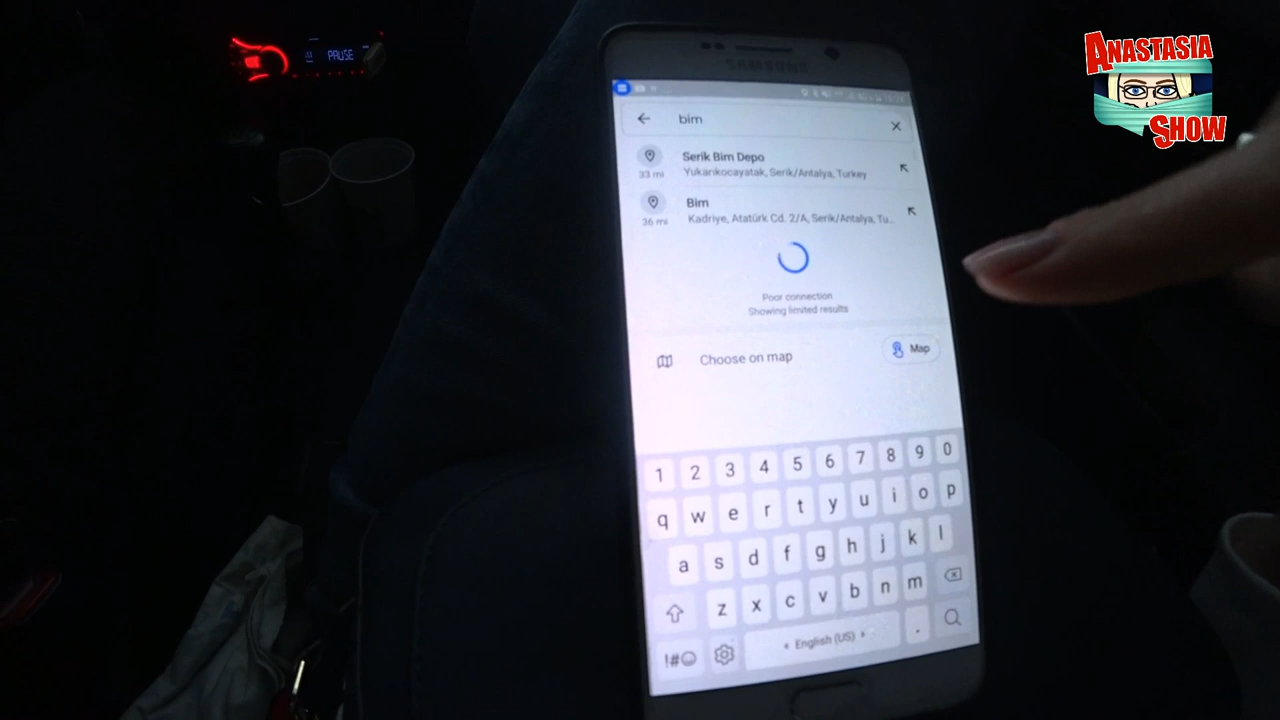 PAUSE
ANASTASIA
SHOW
SAMSUNG
bim
Serik Bim Depo
33 mi
Yukarıkocayatak, Serik/Antalya, Turkey
Bim
36 mi
Kadriye, Atatürk Cd. 2/A, Serik/Antalya, Tu...
Poor connection
Showing limited results
Choose on map
Map
1 2 3 4 5 6 7 8 9 0
q w e r t y u i o p
a s d f g h j k l
z x c v b n m
!#☺ < English (US) > .